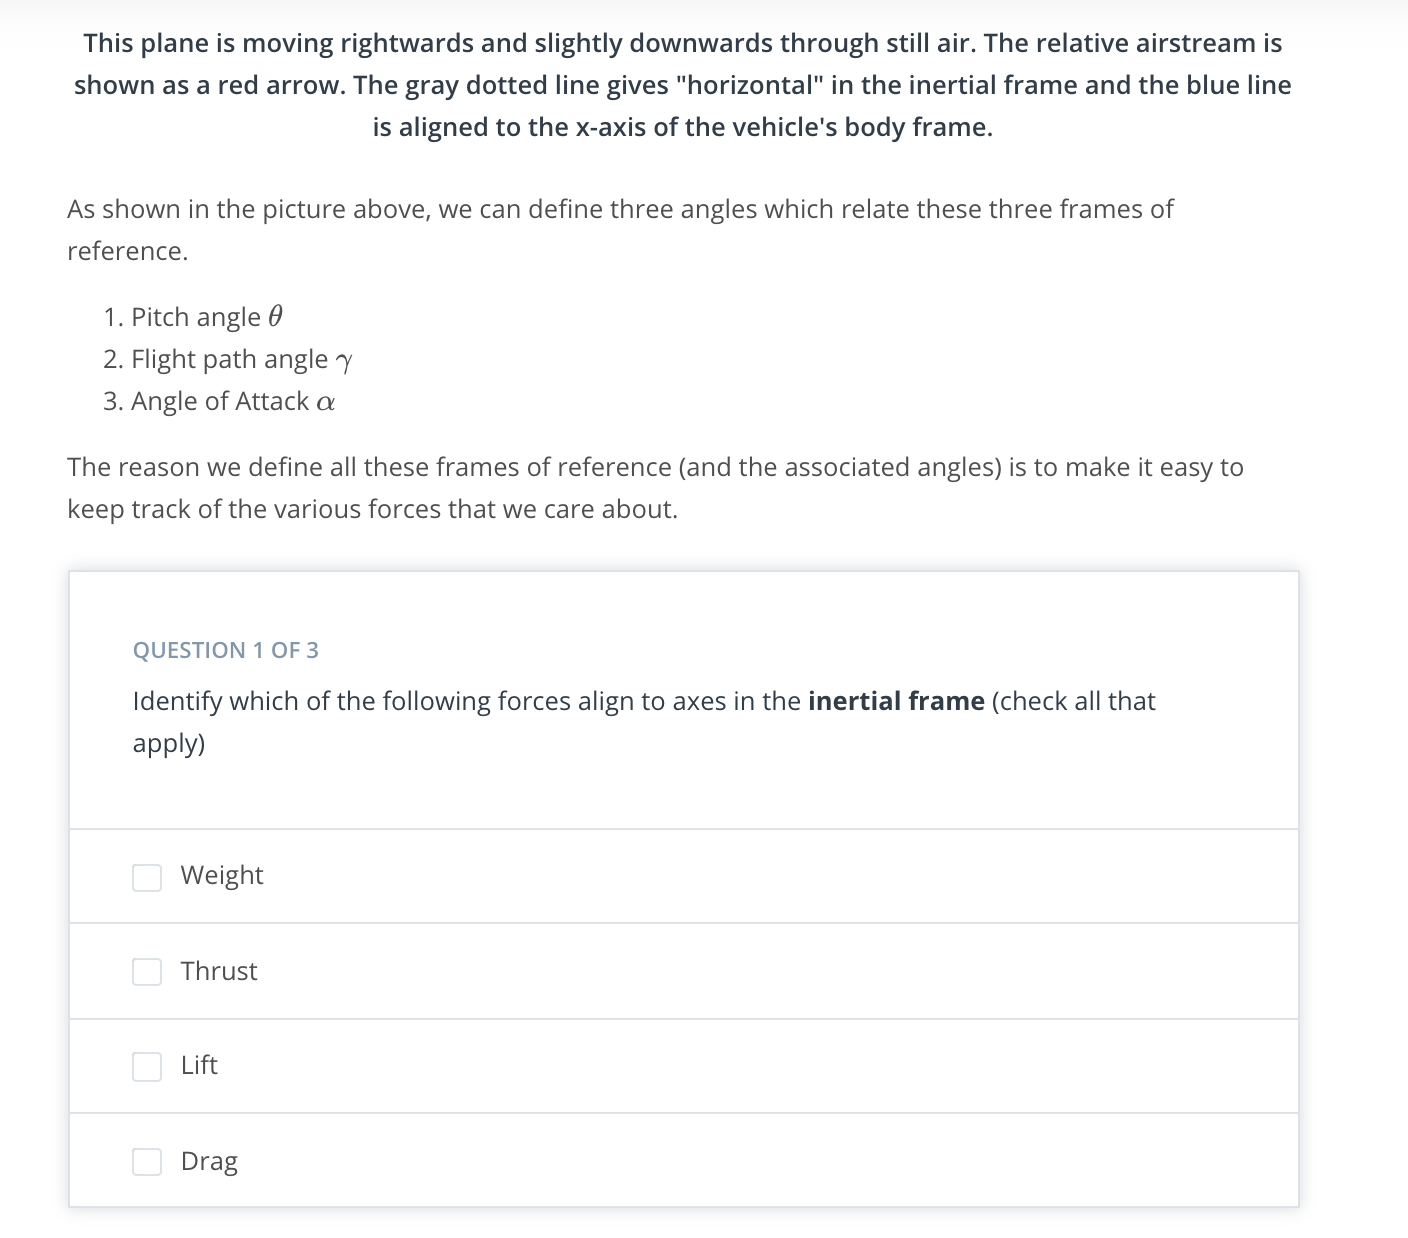 This plane is moving rightwards and slightly downwards through still air. The relative airstream is
shown as a red arrow. The gray dotted line gives "horizontal" in the inertial frame and the blue line
is aligned to the x-axis of the vehicle's body frame.
As shown in the picture above, we can define three angles which relate these three frames of
reference.
1. Pitch angle θ
2. Flight path angle γ
3. Angle of Attack α
The reason we define all these frames of reference (and the associated angles) is to make it easy to
keep track of the various forces that we care about.
QUESTION 1 OF 3
Identify which of the following forces align to axes in the inertial frame (check all that
apply)
Weight
Thrust
Lift
Drag